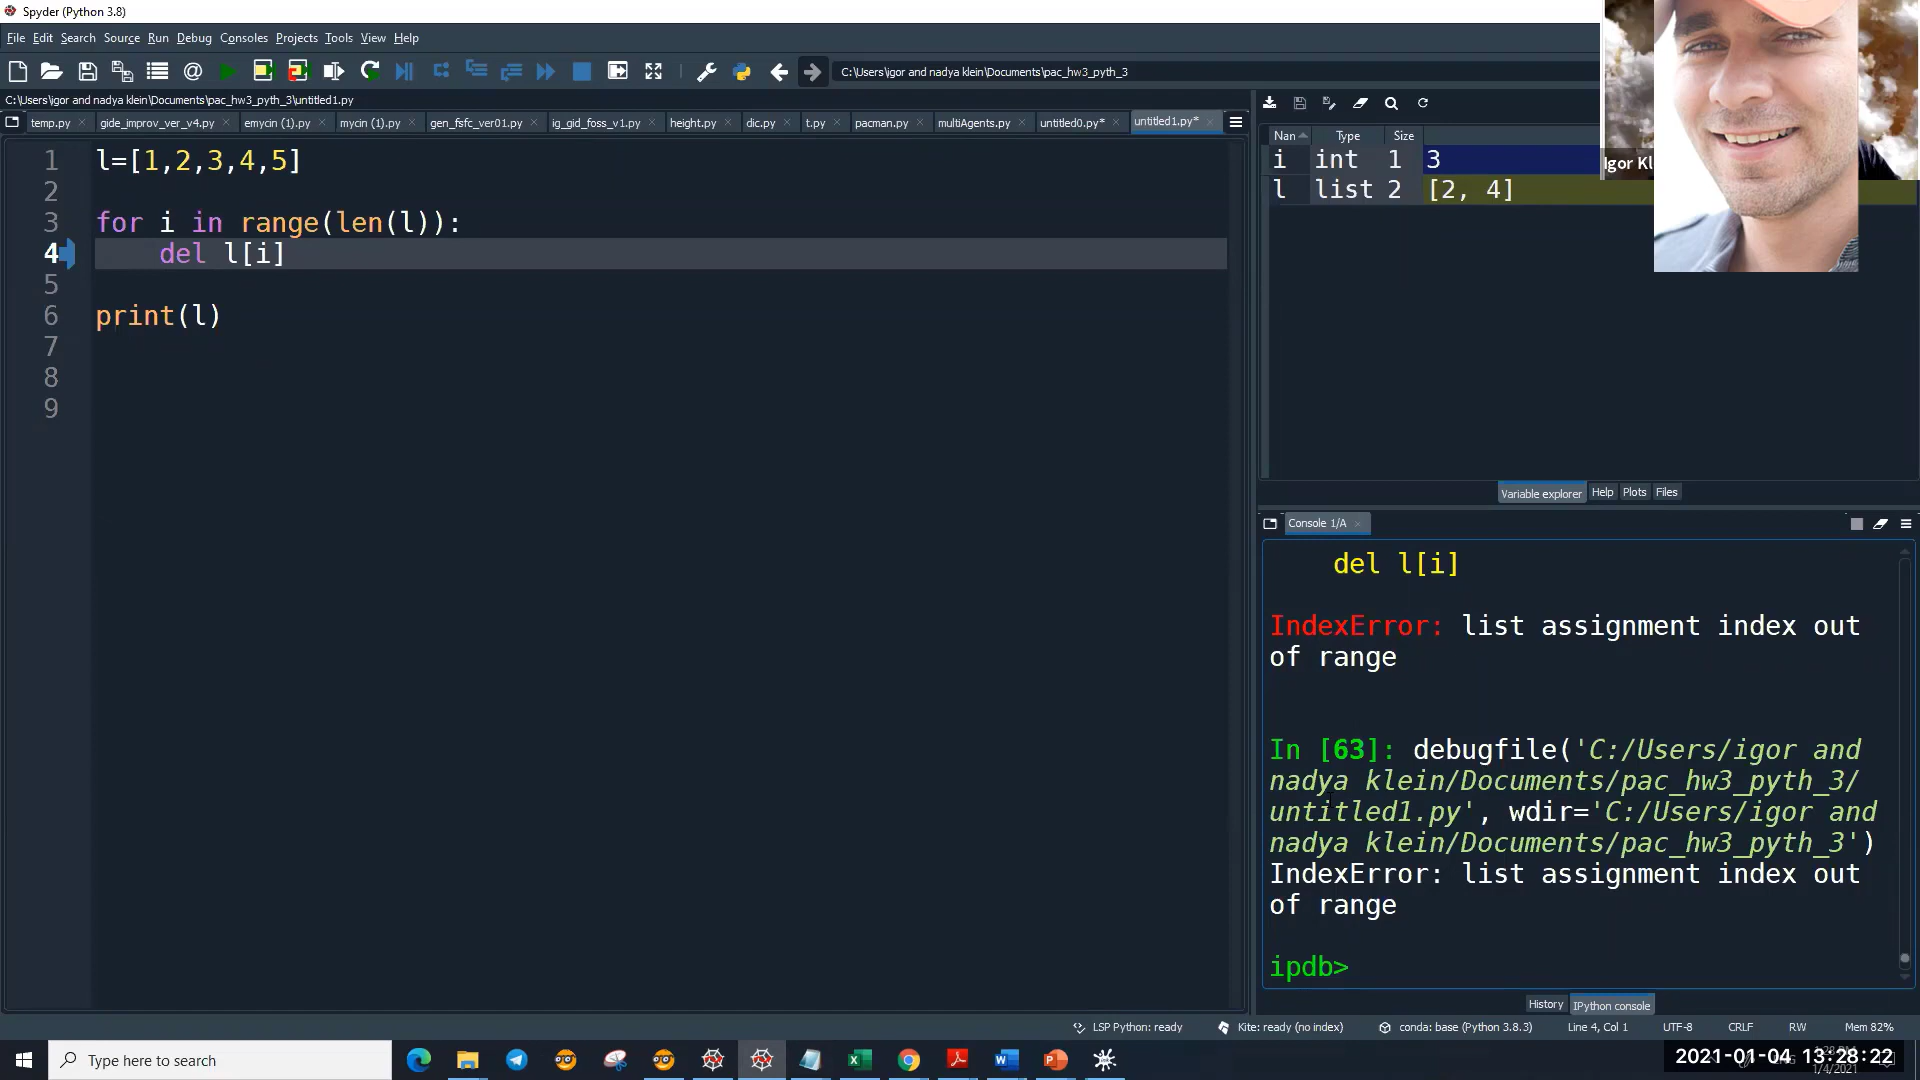 Spyder (Python 3.8)
File Edit Search Source Run Debug Consoles Projects Tools View Help
C:\Users\igor and nadya klein\Documents\pac_hw3_pyth_3
C:\Users\igor and nadya klein\Documents\pac_hw3_pyth_3\untitled1.py
temp.py gide_improv_ver_v4.py emycin (1).py mycin (1).py gen_fsfc_ver01.py ig_gid_foss_v1.py height.py dic.py t.py pacman.py multiAgents.py untitled0.py* untitled1.py*
1 l=[1,2,3,4,5]
2
3 for i in range(len(l)):
4 del l[i]
5
6 print(l)
7
8
9
Nan Type Size
i int 1 3
l list 2 [2, 4]
Igor Kl
Variable explorer Help Plots Files
Console 1/A
del l[i]
IndexError: list assignment index out
of range
In [63]: debugfile('C:/Users/igor and
nadya klein/Documents/pac_hw3_pyth_3/
untitled1.py', wdir='C:/Users/igor and
nadya klein/Documents/pac_hw3_pyth_3')
IndexError: list assignment index out
of range
ipdb>
History IPython console
LSP Python: ready Kite: ready (no index) conda: base (Python 3.8.3) Line 4, Col 1 UTF-8 CRLF RW Mem 82%
Type here to search
2021-01-04 13:28:22
1/4/2021